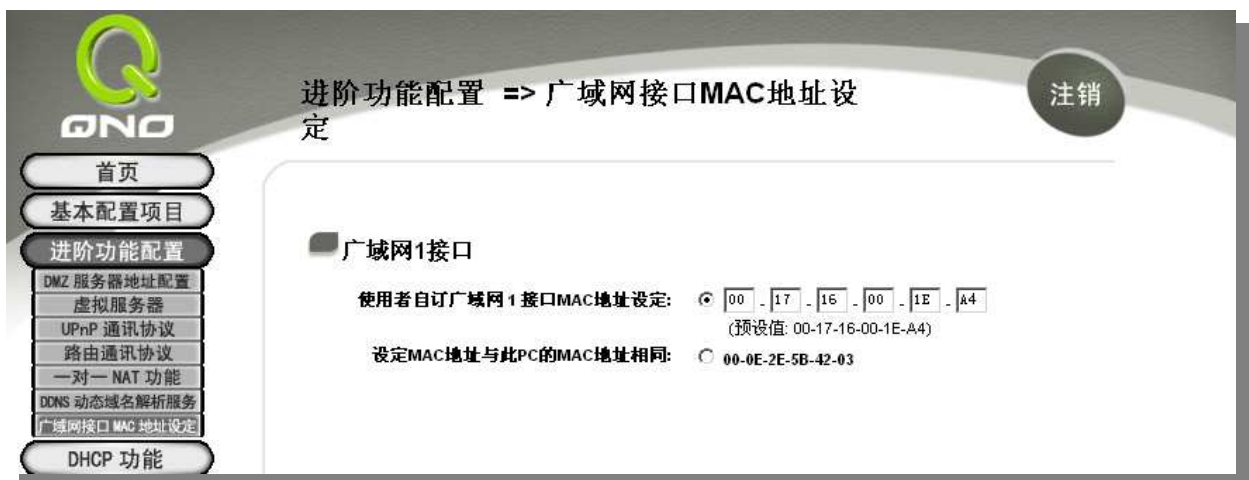 QNO
进阶功能配置 => 广域网接口MAC地址设
定
注销
首页
基本配置项目
进阶功能配置
DMZ 服务器地址配置
虚拟服务器
UPnP 通讯协议
路由通讯协议
一对一 NAT 功能
DDNS 动态域名解析服务
广域网接口 MAC 地址设定
DHCP 功能
广域网1接口
使用者自订广域网 1 接口MAC地址设定: 00 - 17 - 16 - 00 - 1E - A4
(预设值: 00-17-16-00-1E-A4)
设定MAC地址与此PC的MAC地址相同: 00-0E-2E-5B-42-03